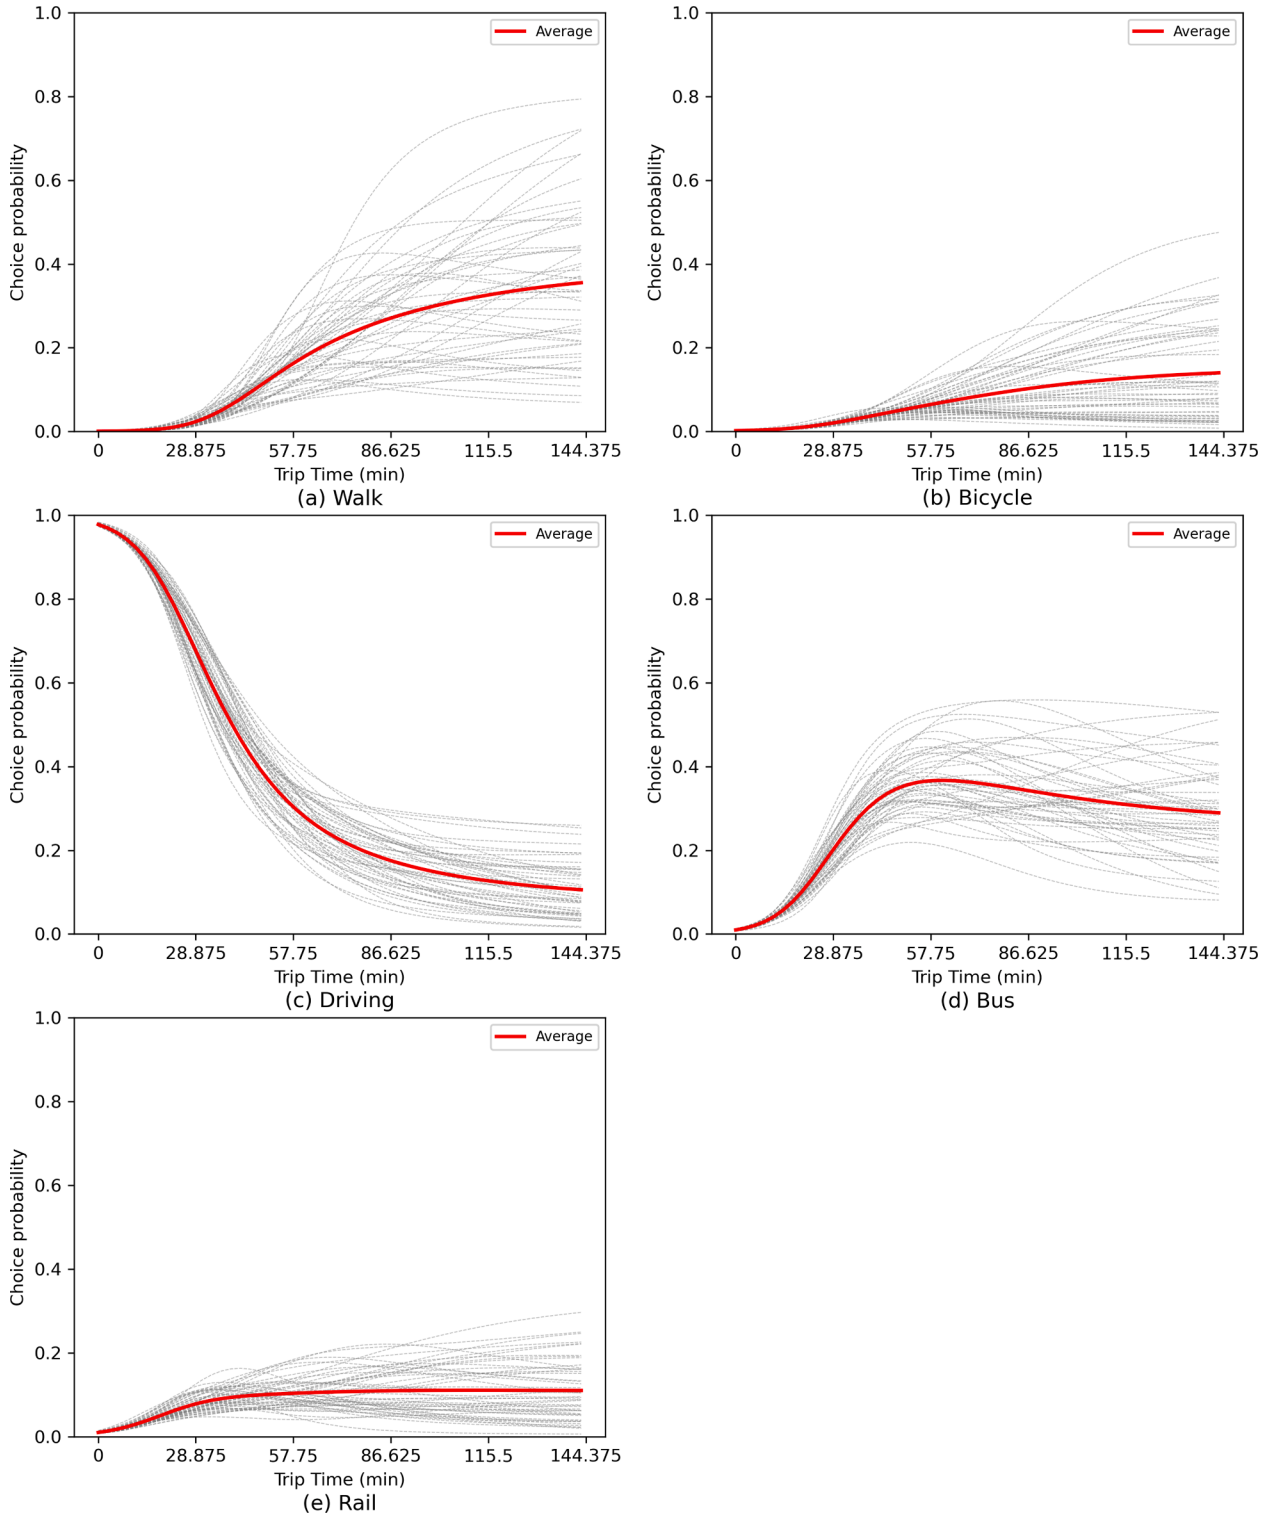 1.0
0.8
0.6
0.4
0.2
0.0
Choice probability
Average
0 28.875 57.75 86.625 115.5 144.375
Trip Time (min)
(a) Walk
1.0
0.8
0.6
0.4
0.2
0.0
Choice probability
Average
0 28.875 57.75 86.625 115.5 144.375
Trip Time (min)
(b) Bicycle
1.0
0.8
0.6
0.4
0.2
0.0
Choice probability
Average
0 28.875 57.75 86.625 115.5 144.375
Trip Time (min)
(c) Driving
1.0
0.8
0.6
0.4
0.2
0.0
Choice probability
Average
0 28.875 57.75 86.625 115.5 144.375
Trip Time (min)
(d) Bus
1.0
0.8
0.6
0.4
0.2
0.0
Choice probability
Average
0 28.875 57.75 86.625 115.5 144.375
Trip Time (min)
(e) Rail